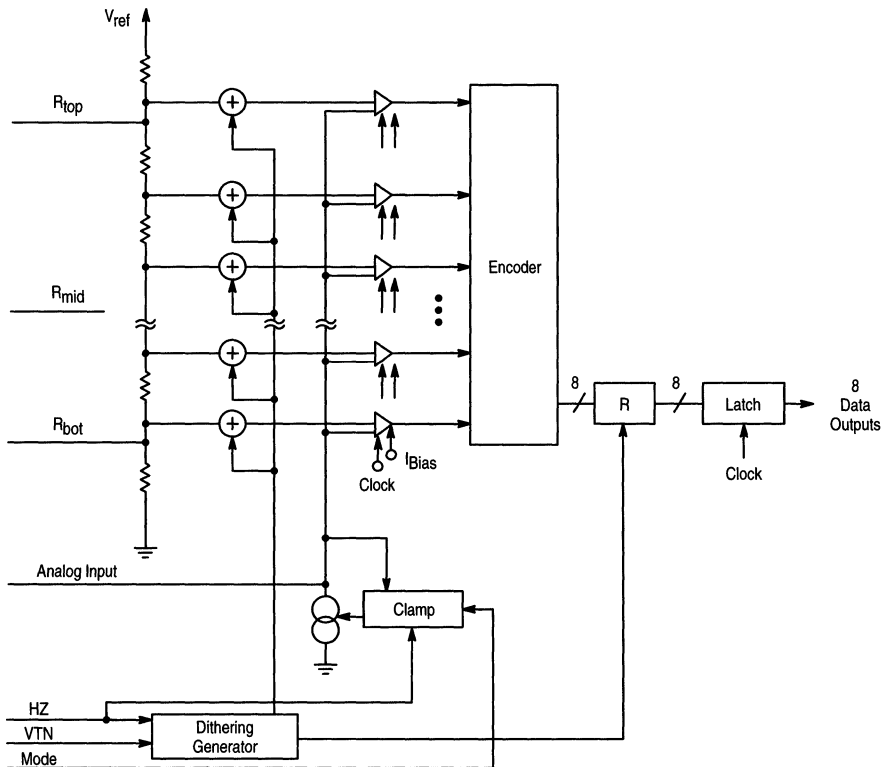 Vref
Rtop
Rmid
Encoder
8
8
8
R
Latch
Data
Outputs
Rbot
IBias
Clock
Clock
Analog Input
Clamp
HZ
VTN
Mode
Dithering
Generator